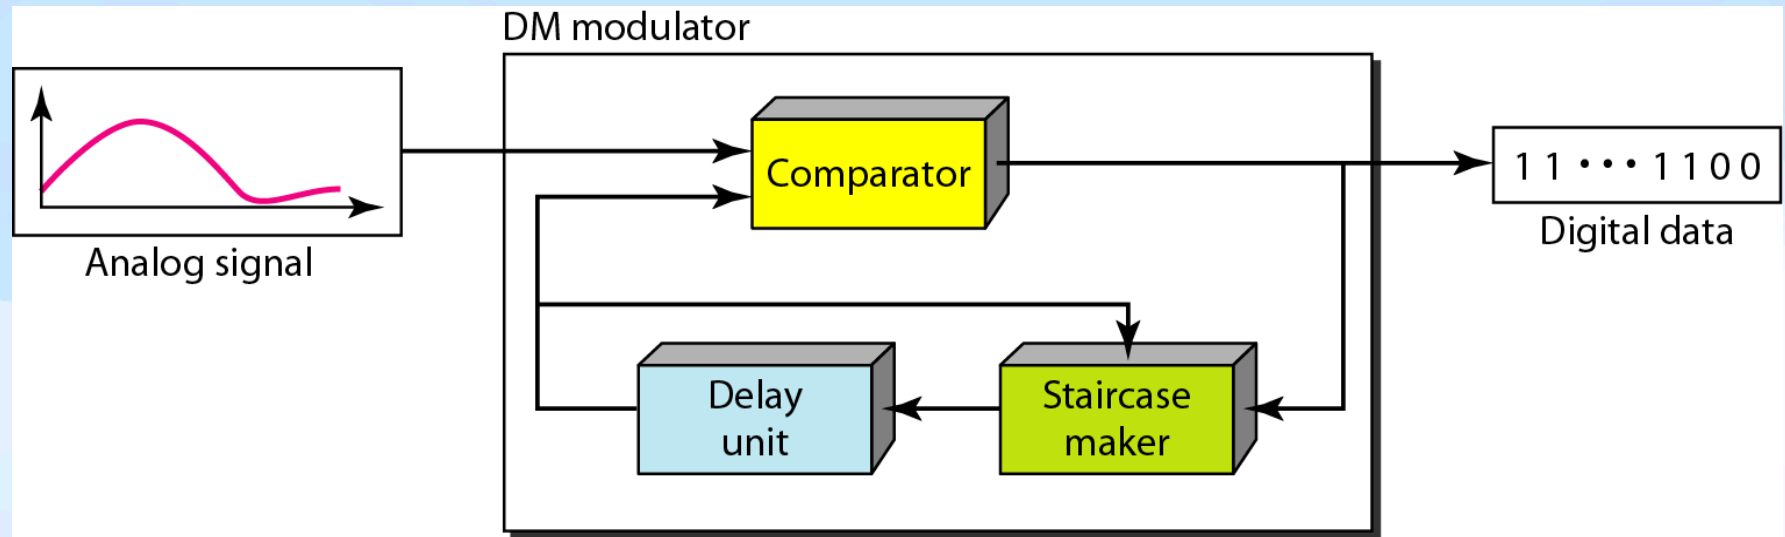 DM modulator
Comparator
1 1 ··· 1 1 0 0
Digital data
Analog signal
Delay
unit
Staircase
maker